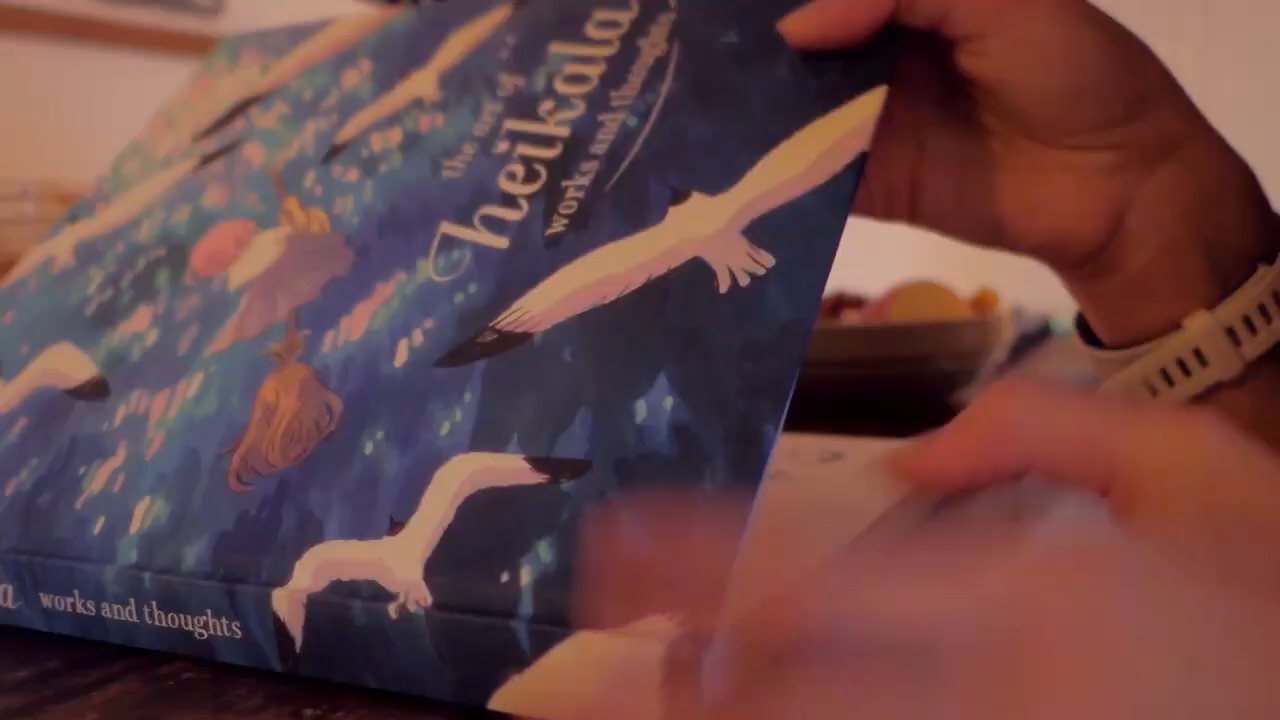 the art of
heikala
works and thoughts
a works and thoughts